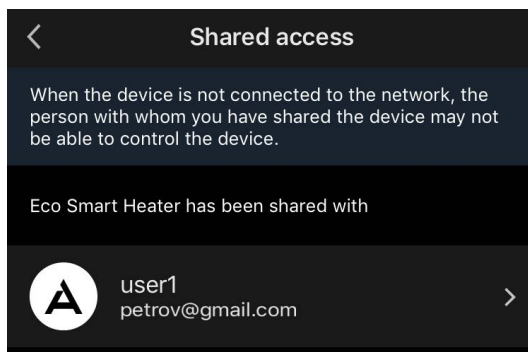 Shared access
When the device is not connected to the network, the
person with whom you have shared the device may not
be able to control the device.
Eco Smart Heater has been shared with
user1
petrov@gmail.com